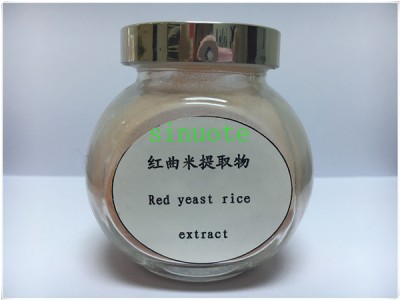 sinuote
红曲米提取物
Red yeast rice
extract